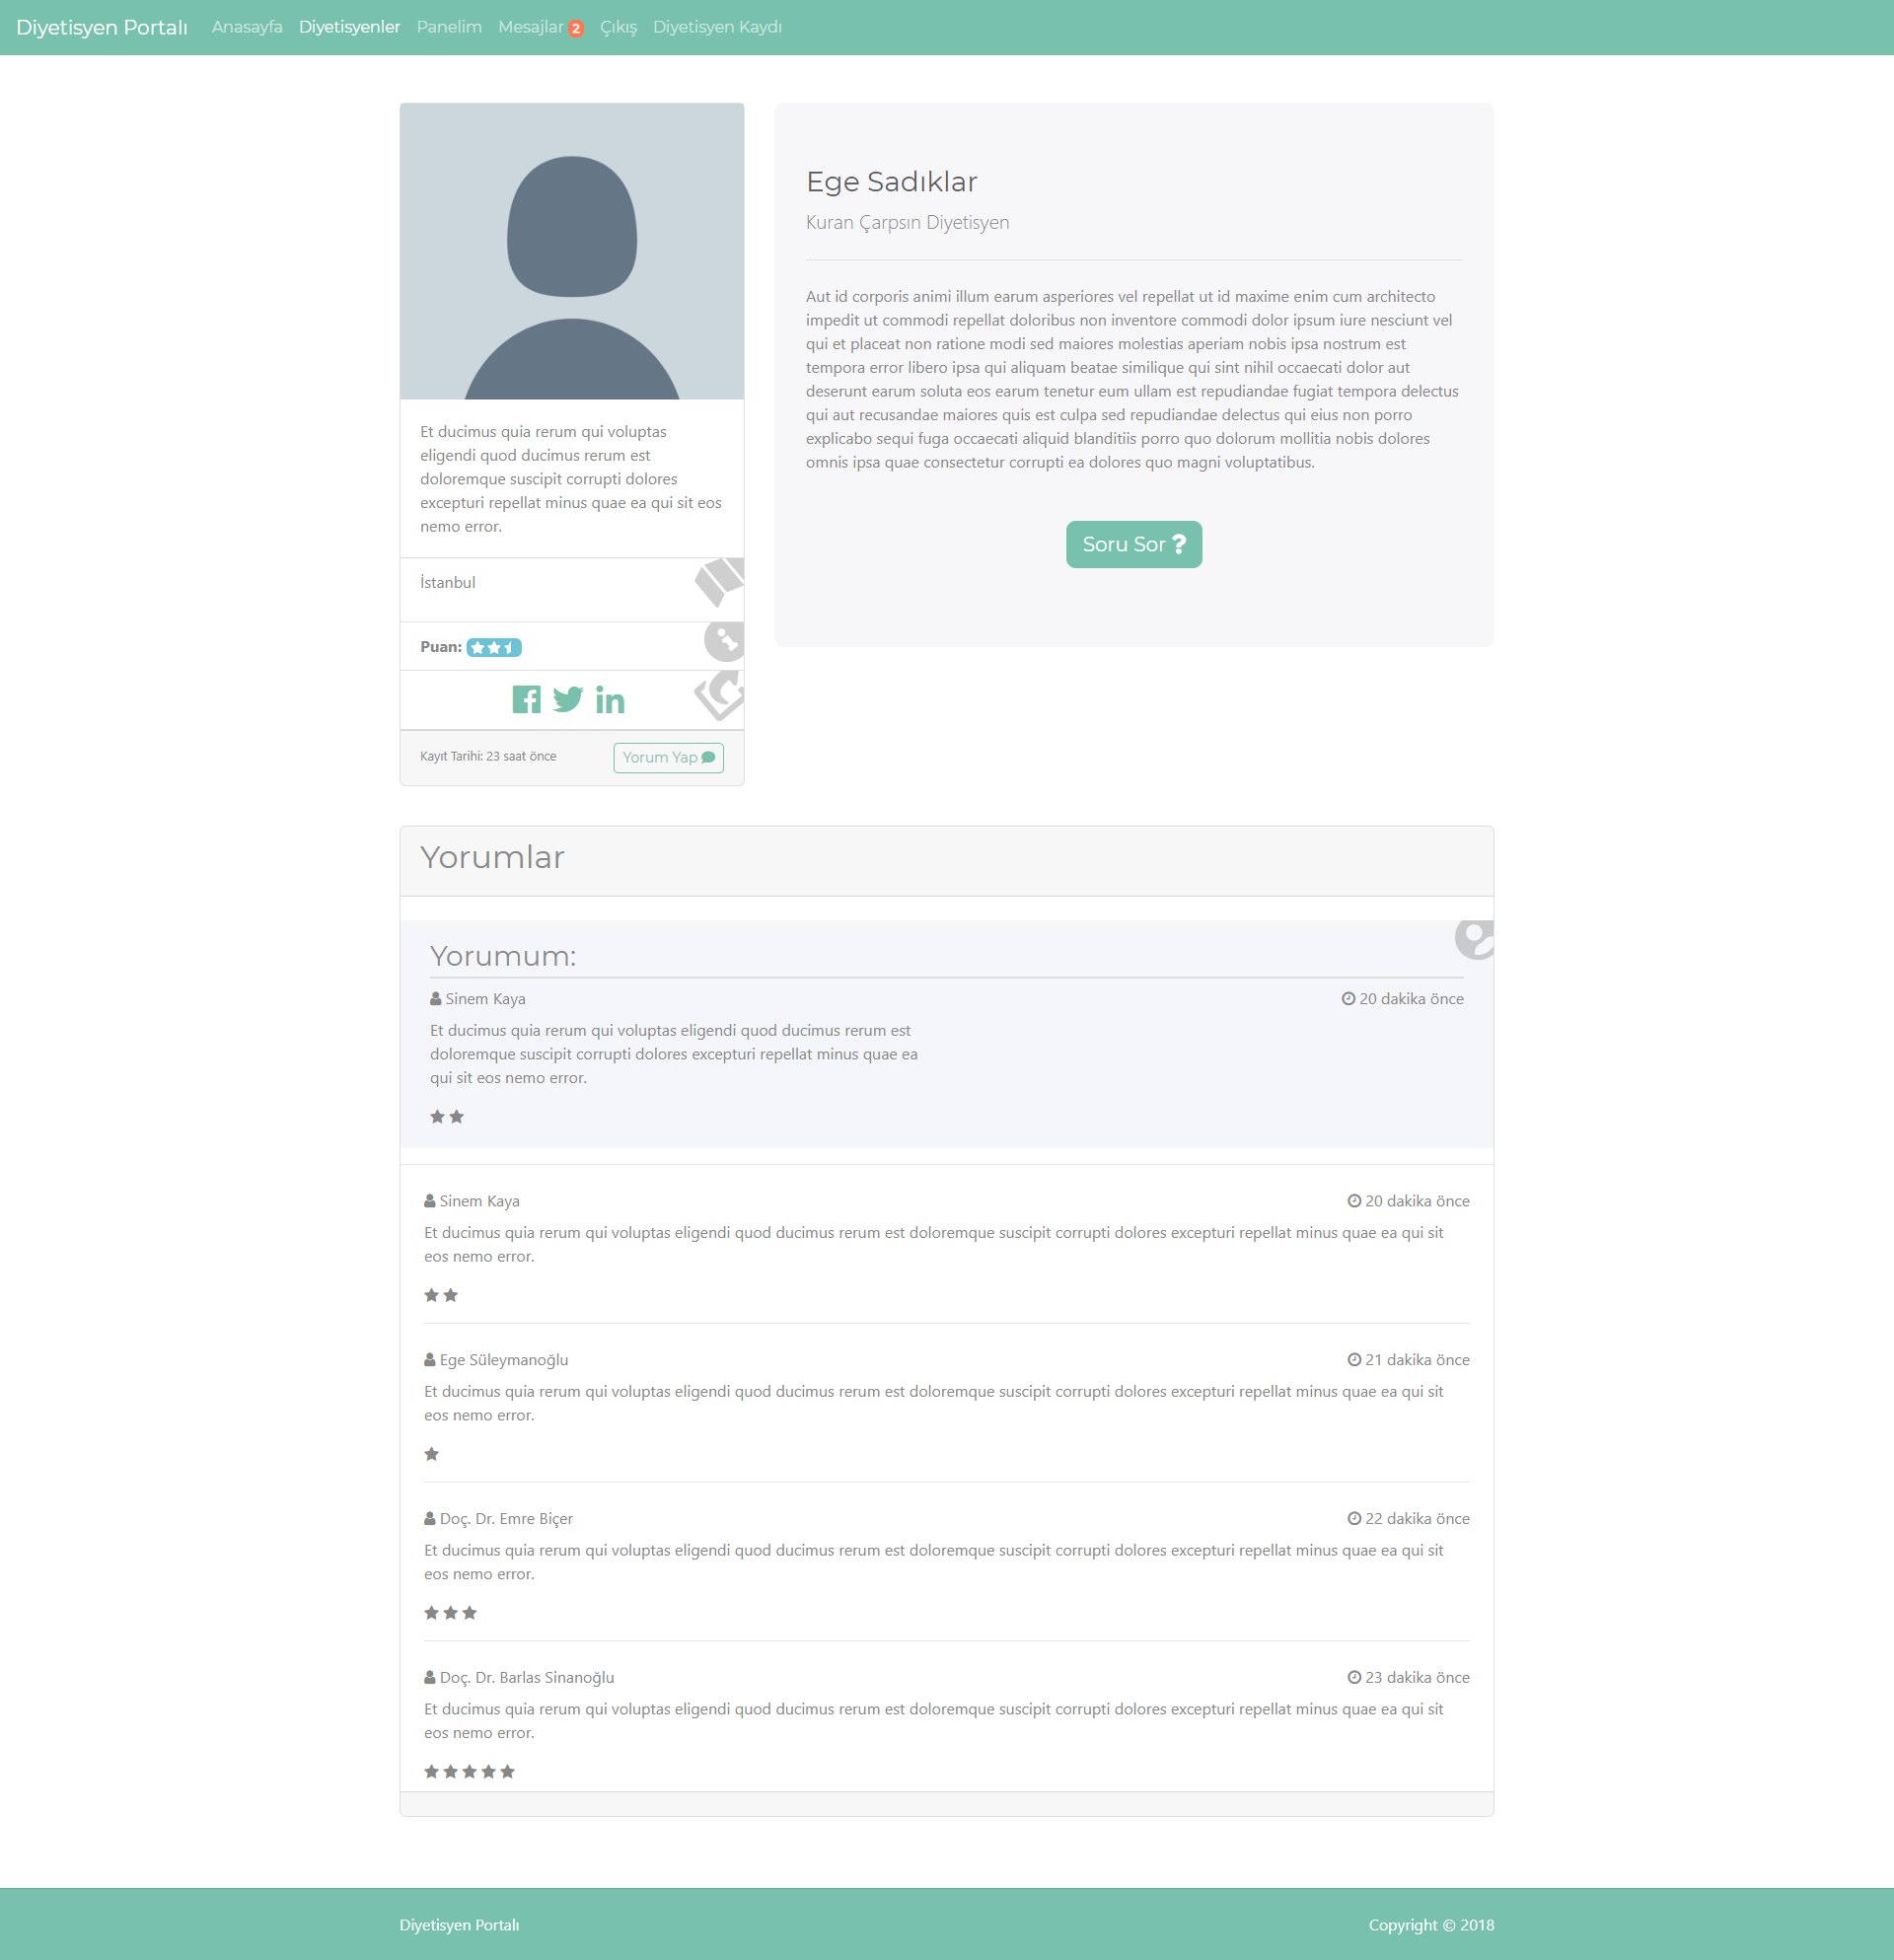 Diyetisyen Portalı Anasayfa Diyetisyenler Panelim Mesajlar 2 Çıkış Diyetisyen Kaydı
Et ducimus quia rerum qui voluptas
eligendi quod ducimus rerum est
doloremque suscipit corrupti dolores
excepturi repellat minus quae ea qui sit eos
nemo error.
İstanbul
Puan:
Kayıt Tarihi: 23 saat önce Yorum Yap
Ege Sadıklar
Kuran Çarpsın Diyetisyen
Aut id corporis animi illum earum asperiores vel repellat ut id maxime enim cum architecto
impedit ut commodi repellat doloribus non inventore commodi dolor ipsum iure nesciunt vel
qui et placeat non ratione modi sed maiores molestias aperiam nobis ipsa nostrum est
tempora error libero ipsa qui aliquam beatae similique qui sint nihil occaecati dolor aut
deserunt earum soluta eos earum tenetur eum ullam est repudiandae fugiat tempora delectus
qui aut recusandae maiores quis est culpa sed repudiandae delectus qui eius non porro
explicabo sequi fuga occaecati aliquid blanditiis porro quo dolorum mollitia nobis dolores
omnis ipsa quae consectetur corrupti ea dolores quo magni voluptatibus.
Soru Sor ?
Yorumlar
Yorumum:
Sinem Kaya 20 dakika önce
Et ducimus quia rerum qui voluptas eligendi quod ducimus rerum est
doloremque suscipit corrupti dolores excepturi repellat minus quae ea
qui sit eos nemo error.
Sinem Kaya 20 dakika önce
Et ducimus quia rerum qui voluptas eligendi quod ducimus rerum est doloremque suscipit corrupti dolores excepturi repellat minus quae ea qui sit
eos nemo error.
Ege Süleymanoğlu 21 dakika önce
Et ducimus quia rerum qui voluptas eligendi quod ducimus rerum est doloremque suscipit corrupti dolores excepturi repellat minus quae ea qui sit
eos nemo error.
Doç. Dr. Emre Biçer 22 dakika önce
Et ducimus quia rerum qui voluptas eligendi quod ducimus rerum est doloremque suscipit corrupti dolores excepturi repellat minus quae ea qui sit
eos nemo error.
Doç. Dr. Barlas Sinanoğlu 23 dakika önce
Et ducimus quia rerum qui voluptas eligendi quod ducimus rerum est doloremque suscipit corrupti dolores excepturi repellat minus quae ea qui sit
eos nemo error.
Diyetisyen Portalı Copyright © 2018